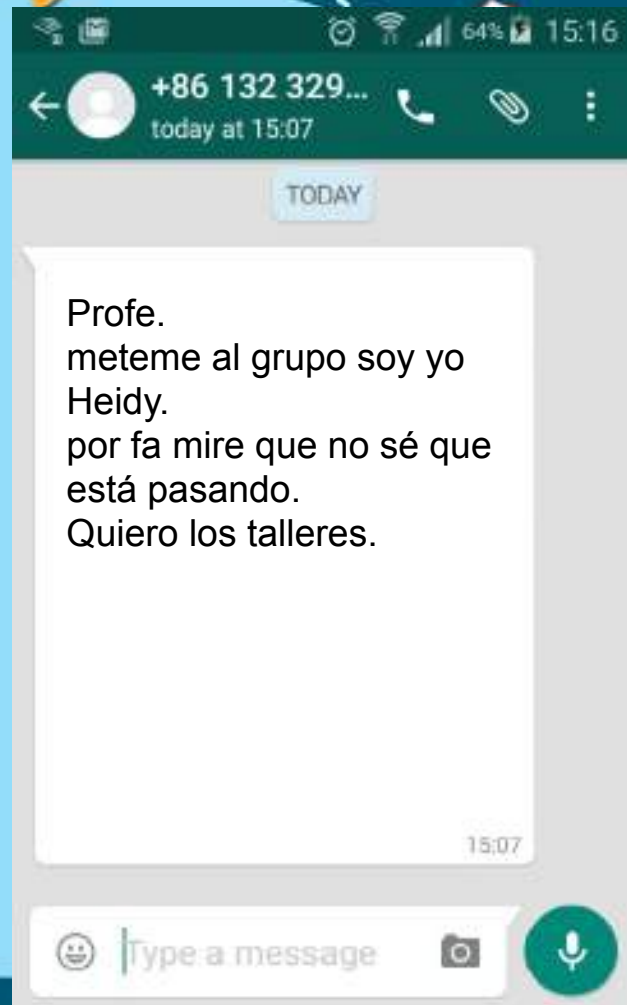 64% 15:16
+86 132 329...
today at 15:07
TODAY
Profe.
meteme al grupo soy yo
Heidy.
por fa mire que no sé que
está pasando.
Quiero los talleres.
15:07
Type a message